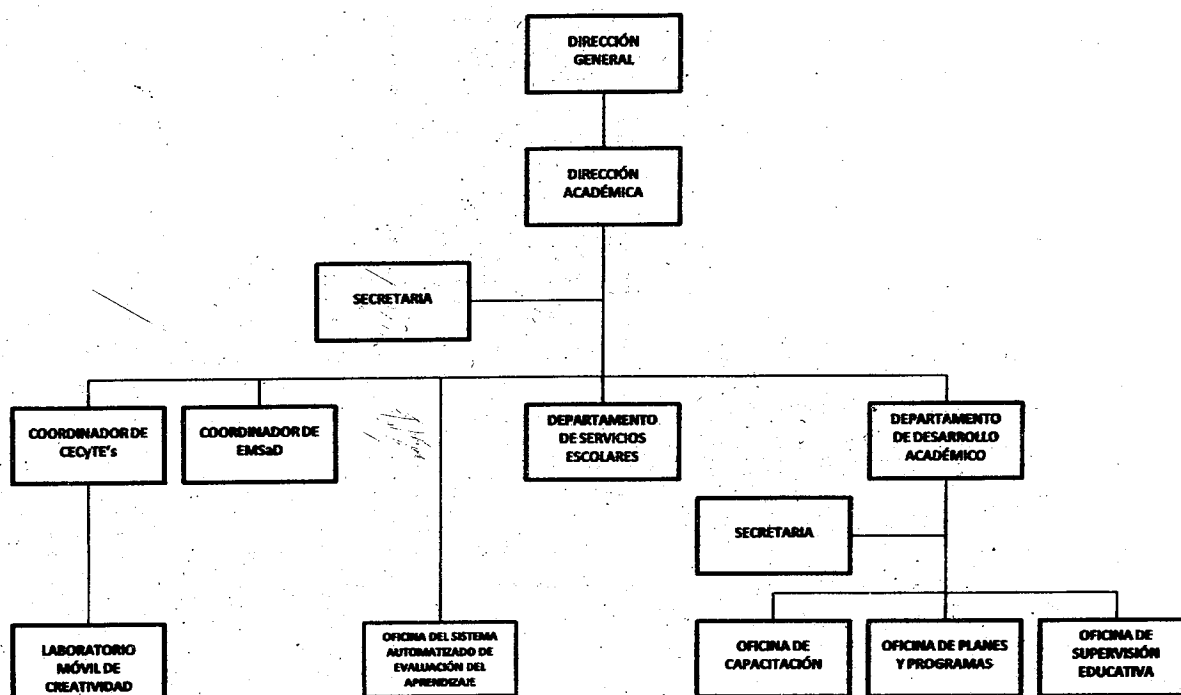 DIRECCIÓN
GENERAL
DIRECCIÓN
ACADÉMICA
SECRETARIA
COORDINADOR DE
CECyTE's
COORDINADOR DE
EMSaD
DEPARTAMENTO
DE SERVICIOS
ESCOLARES
DEPARTAMENTO
DE DESARROLLO
ACADÉMICO
SECRETARIA
LABORATORIO
MÓVIL DE
CREATIVIDAD
OFICINA DEL SISTEMA
AUTOMATIZADO DE
EVALUACIÓN DEL
APRENDIZAJE
OFICINA DE
CAPACITACIÓN
OFICINA DE PLANES
Y PROGRAMAS
OFICINA DE
SUPERVISIÓN
EDUCATIVA